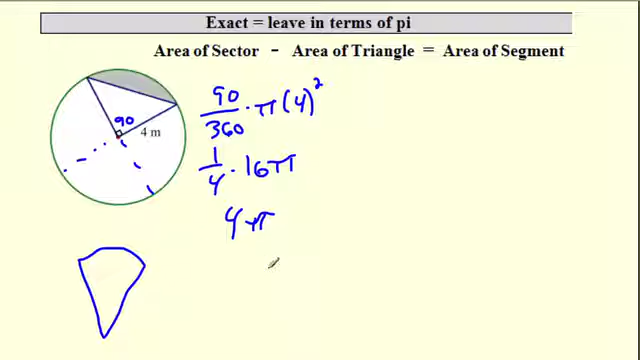 Exact = leave in terms of pi
Area of Sector - Area of Triangle = Area of Segment
90
4 m
90/360 · π (4)²
1/4 · 16π
4π